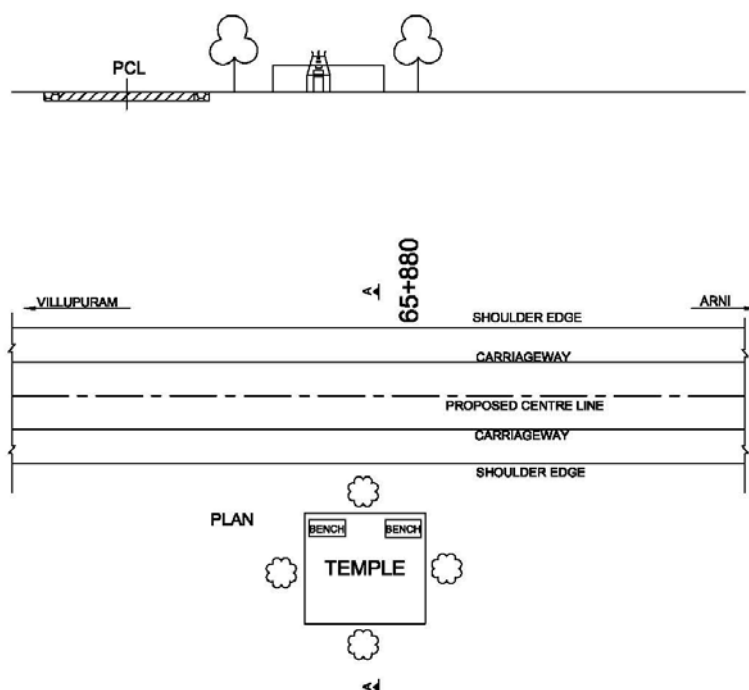 PCL
A
65+880
VILLUPURAM
ARNI
SHOULDER EDGE
CARRIAGEWAY
PROPOSED CENTRE LINE
CARRIAGEWAY
SHOULDER EDGE
PLAN
BENCH BENCH
TEMPLE
A